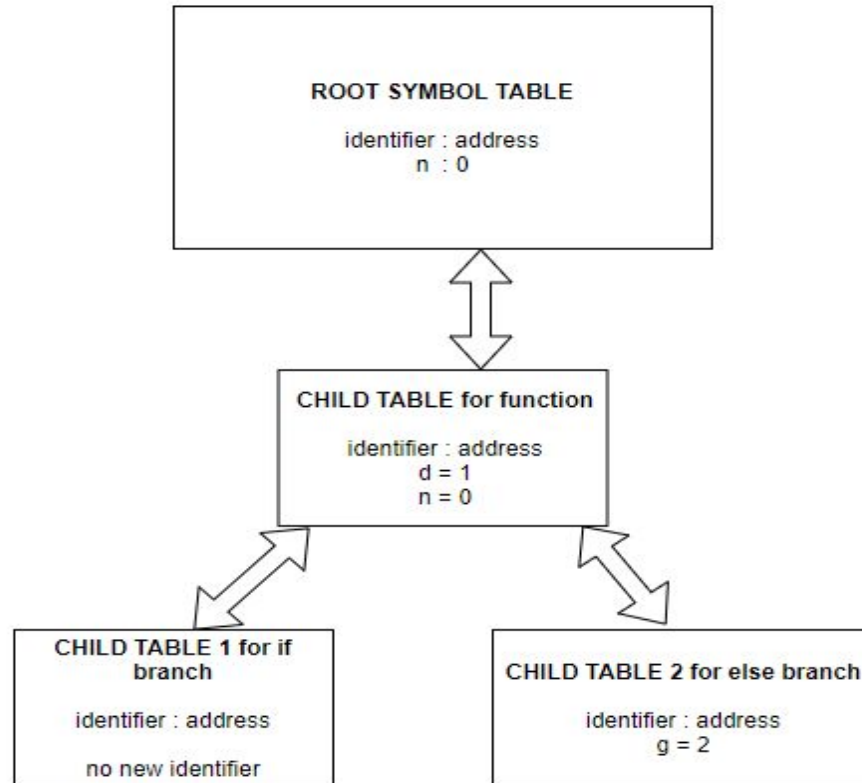 ROOT SYMBOL TABLE
identifier : address
n : 0
CHILD TABLE for function
identifier : address
d = 1
n = 0
CHILD TABLE 1 for if
branch
identifier : address
no new identifier
CHILD TABLE 2 for else branch
identifier : address
g = 2